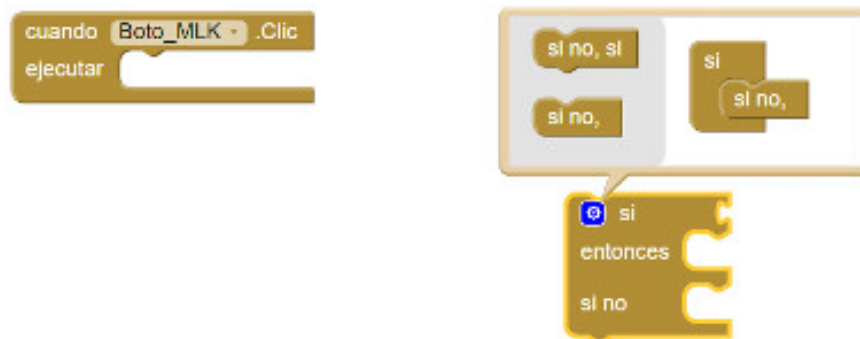 cuando Boto_MLK .Clic
ejecutar
si no, si
si no,
si
si no,
si
entonces
si no